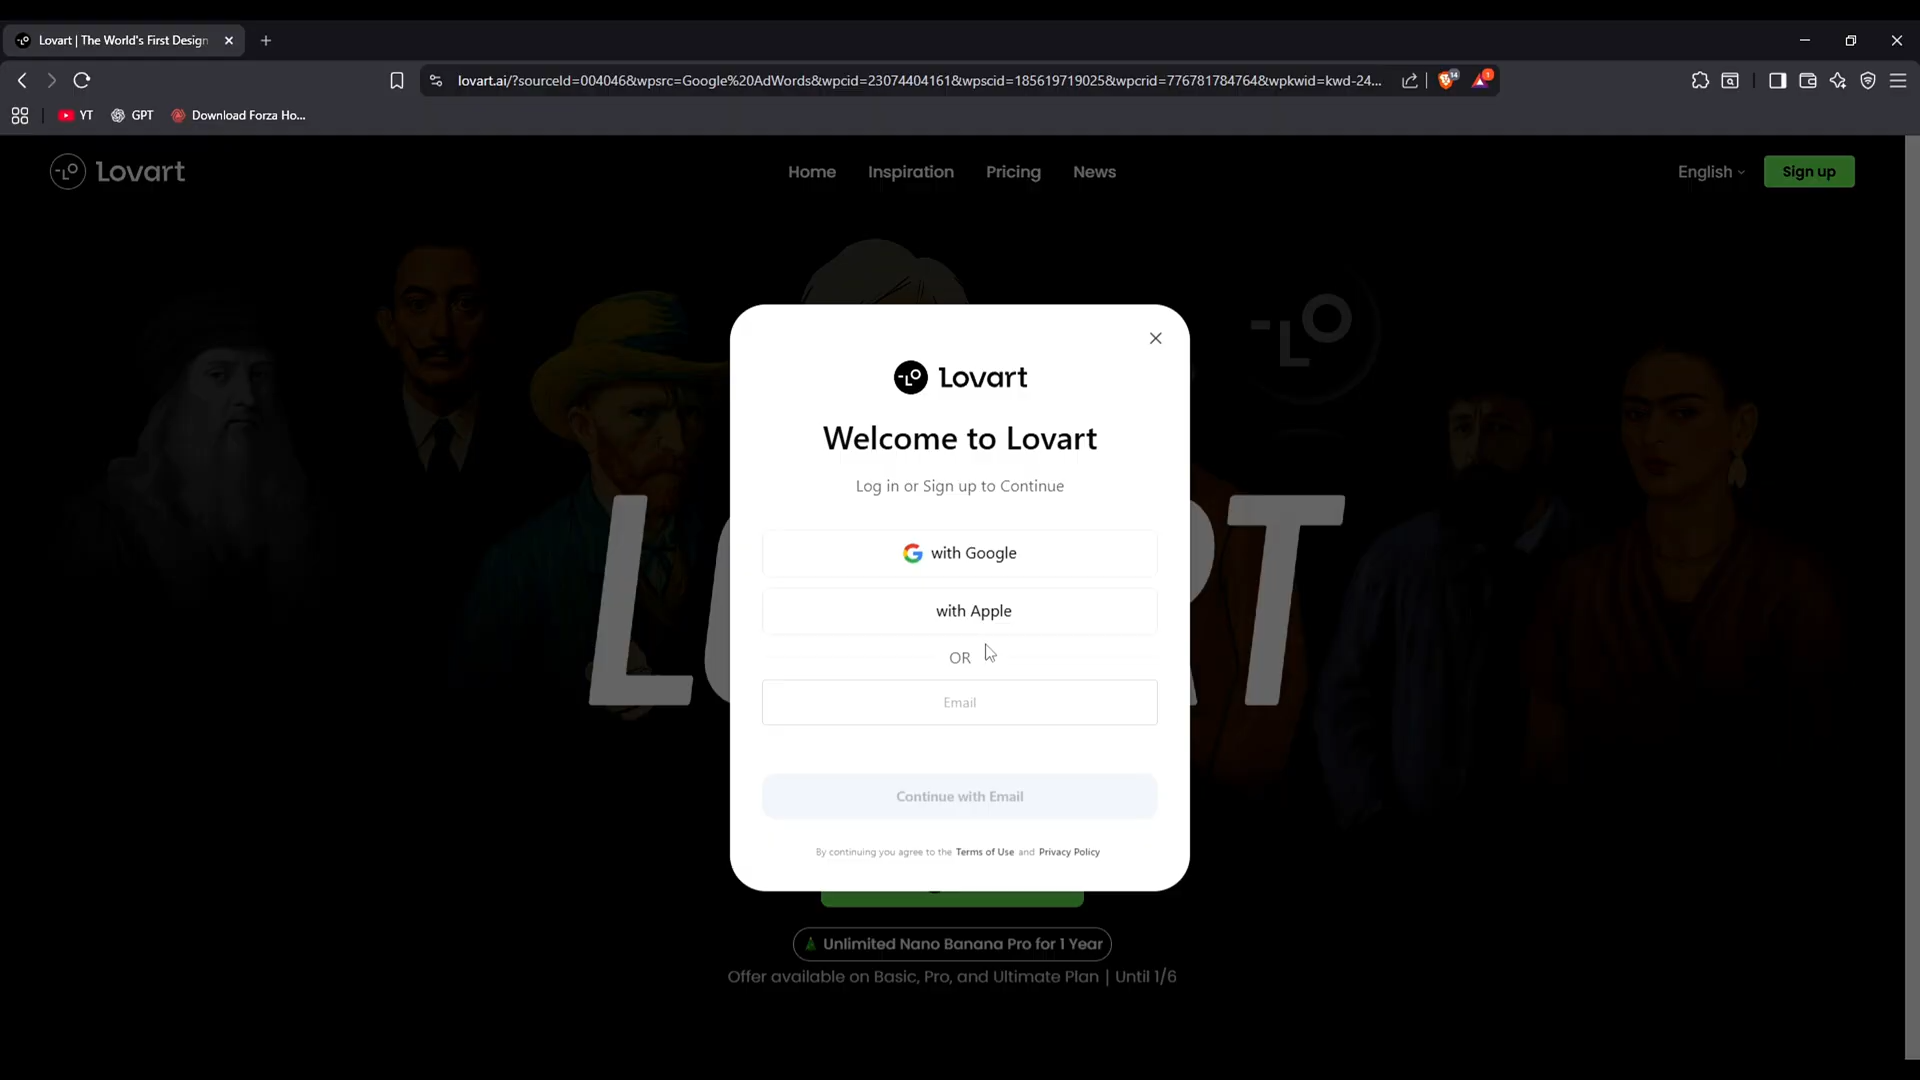 Lovart | The World's First Design
lovart.ai/?sourceId=004046&wpsrc=Google%20AdWords&wpcid=23074404161&wpscid=185619719025&wpcrid=776781784764&wpkwid=kwd-24...
14
1
YT
GPT
Download Forza Ho...
Lovart
Home
Inspiration
Pricing
News
English
Sign up
Lovart
Welcome to Lovart
Log in or Sign up to Continue
with Google
with Apple
OR
Email
Continue with Email
By continuing you agree to the Terms of Use and Privacy Policy
Unlimited Nano Banana Pro for 1 Year
Offer available on Basic, Pro, and Ultimate Plan | Until 1/6